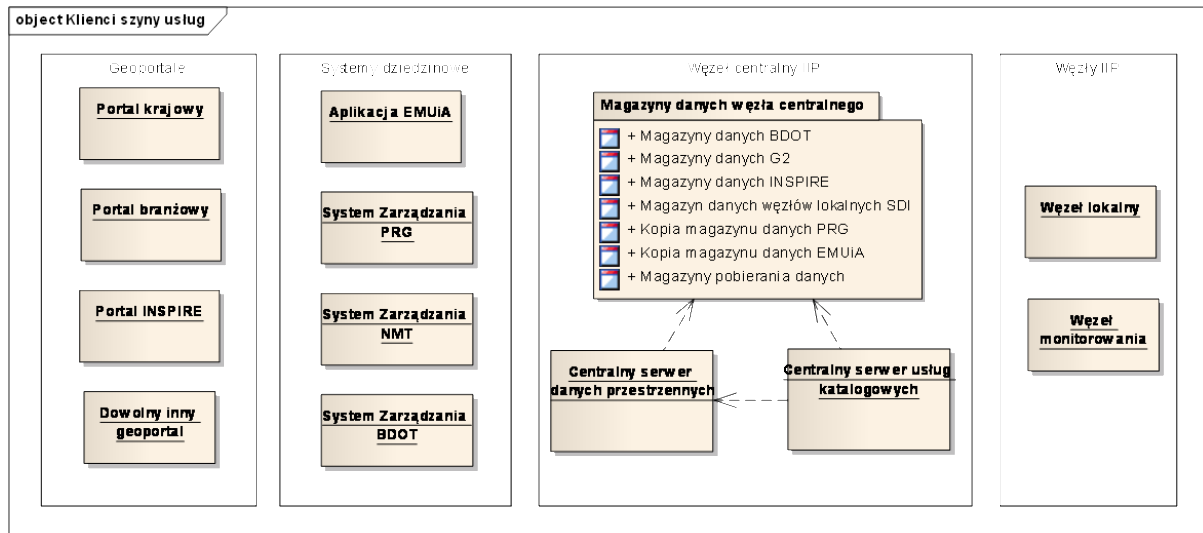 object Klienci szyny usług
Geoportale
Portal krajowy
Portal branżowy
Portal INSPIRE
Dowolny inny
geoportal
Systemy dziedzinowe
Aplikacja EMUiA
System Zarządzania
PRG
System Zarządzania
NMT
System Zarządzania
BDOT
Węzeł centralny IIP
Magazyny danych węzła centralnego
+ Magazyny danych BDOT
+ Magazyny danych G2
+ Magazyny danych INSPIRE
+ Magazyn danych węzłów lokalnych SDI
+ Kopia magazynu danych PRG
+ Kopia magazynu danych EMUiA
+ Magazyny pobierania danych
Centralny serwer
danych przestrzennych
Centralny serwer usług
katalogowych
Węzły IIP
Węzeł lokalny
Węzeł
monitorowania